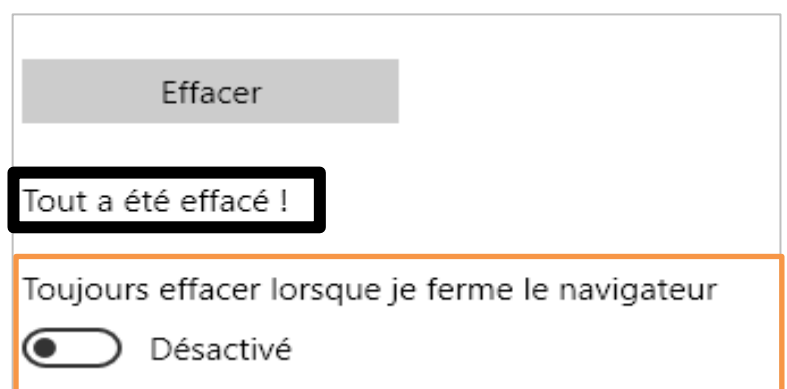 Effacer
Tout a été effacé !
Toujours effacer lorsque je ferme le navigateur
Désactivé